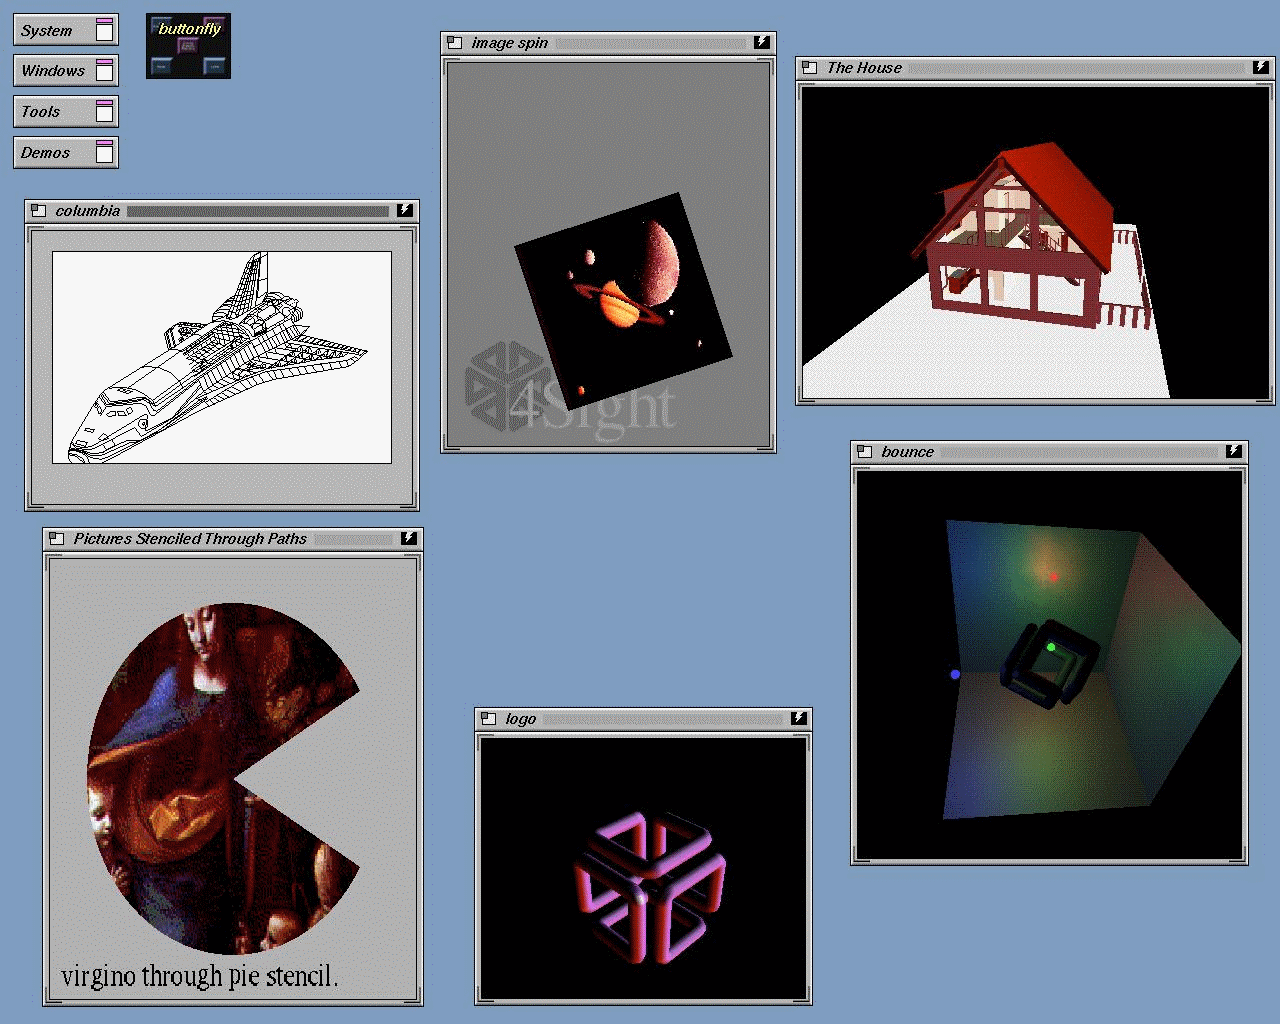 System
Windows
Tools
Demos
buttonfly
image spin
The House
columbia
4Sight
bounce
Pictures Stenciled Through Paths
logo
virgino through pie stencil.